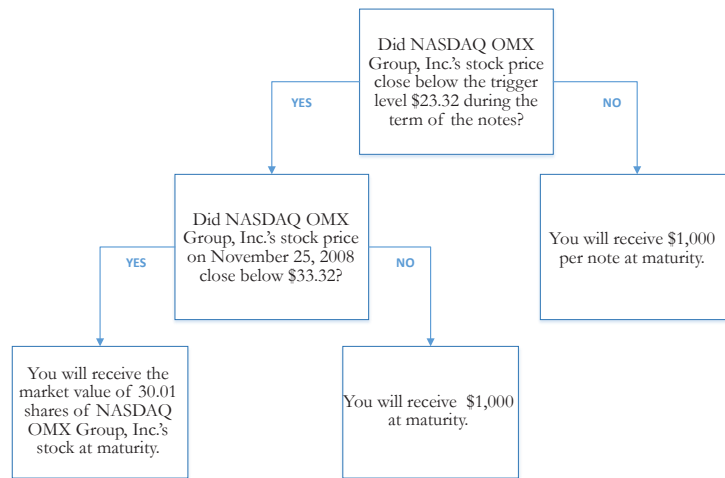 Did NASDAQ OMX
Group, Inc.'s stock price
close below the trigger
level $23.32 during the
term of the notes?
YES
NO
Did NASDAQ OMX
Group, Inc.'s stock price
on November 25, 2008
close below $33.32?
You will receive $1,000
per note at maturity.
YES
NO
You will receive the
market value of 30.01
shares of NASDAQ
OMX Group, Inc.'s
stock at maturity.
You will receive $1,000
at maturity.